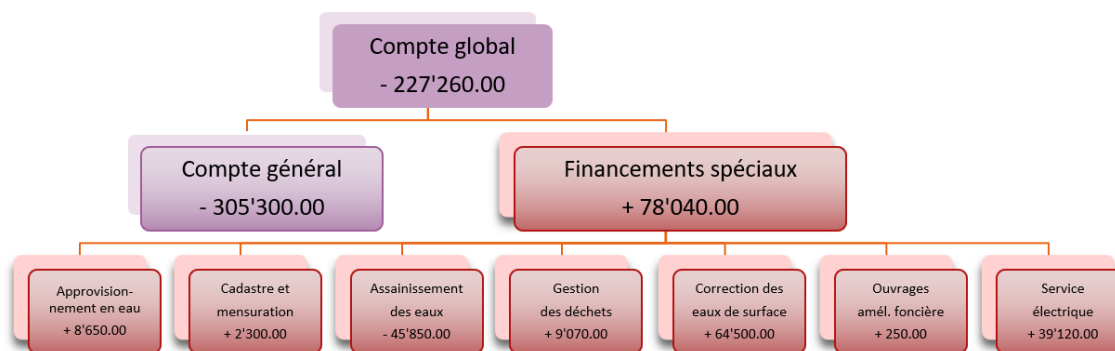 Compte global
- 227'260.00
Compte général
- 305'300.00
Financements spéciaux
+ 78'040.00
Approvision-
nement en eau
+ 8'650.00
Cadastre et
mensuration
+ 2'300.00
Assainissement
des eaux
- 45'850.00
Gestion
des déchets
+ 9'070.00
Correction des
eaux de surface
+ 64'500.00
Ouvrages
amél. foncière
+ 250.00
Service
électrique
+ 39'120.00